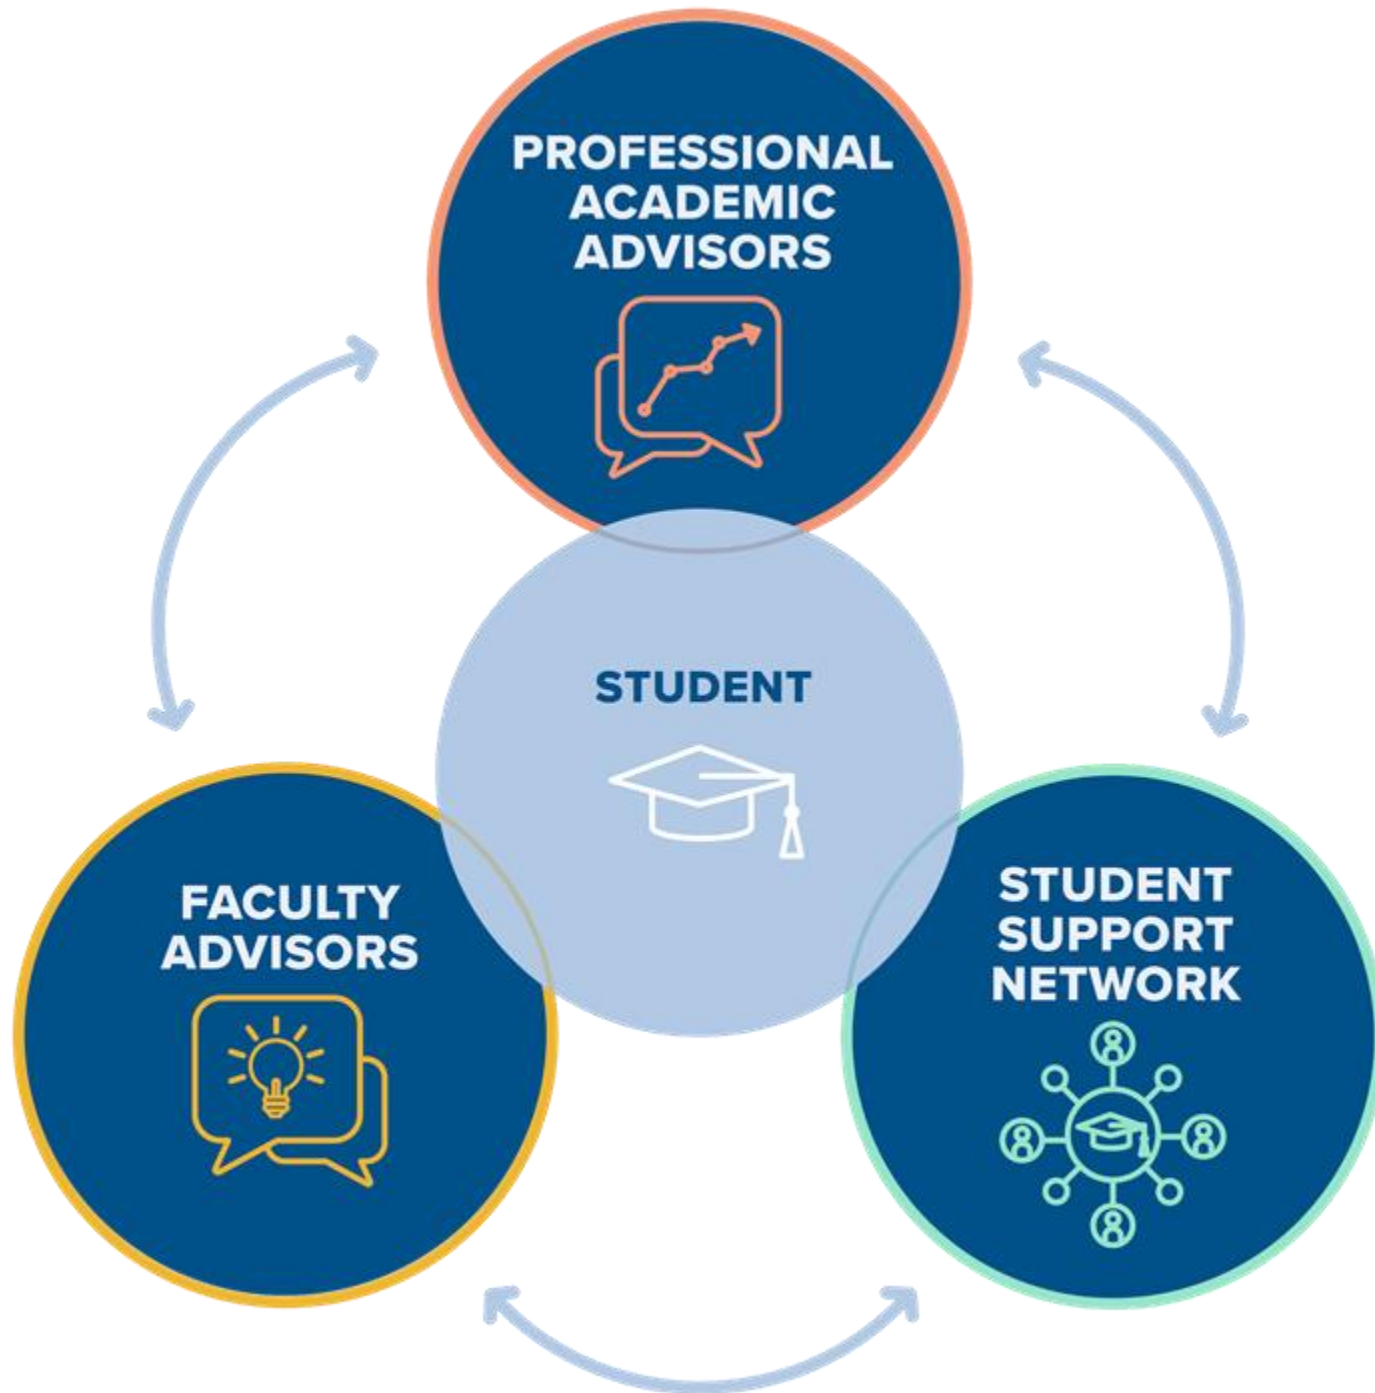 PROFESSIONAL
ACADEMIC
ADVISORS
STUDENT
FACULTY
ADVISORS
STUDENT
SUPPORT
NETWORK